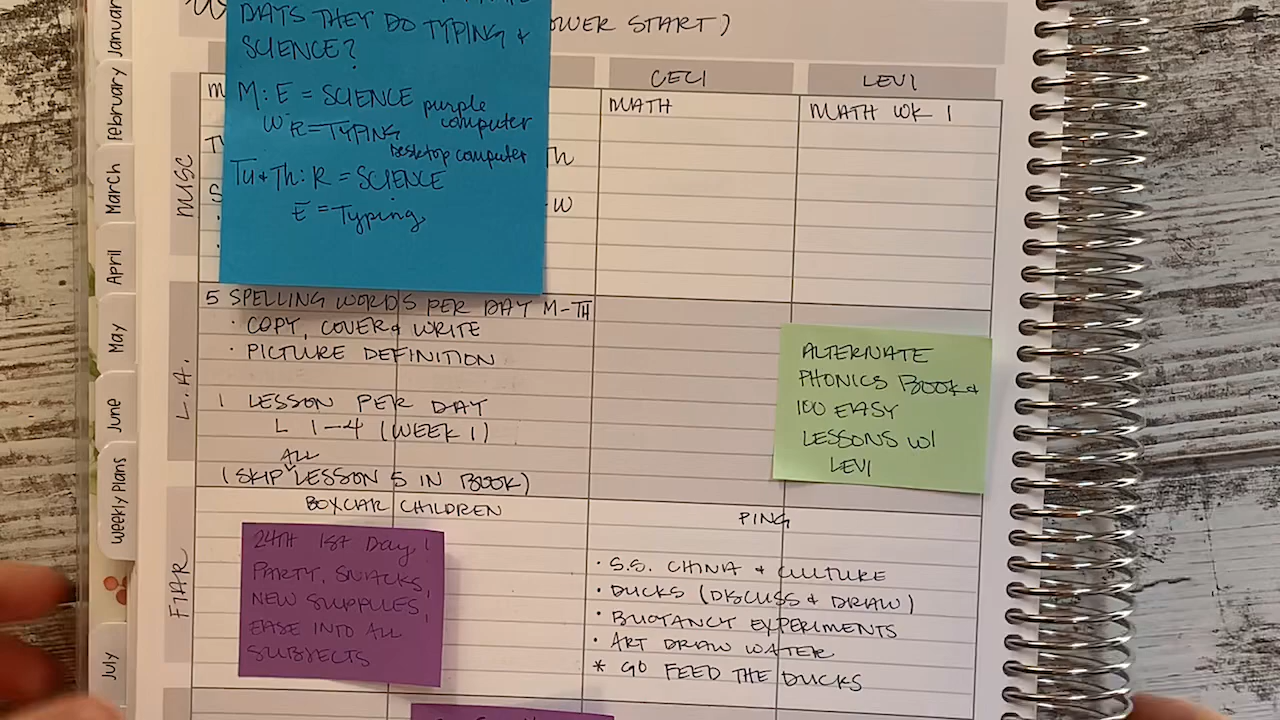 DAYS THEY DO TYPING &
SCIENCE?
M: E = SCIENCE purple computer
W R=TYPING Desktop computer
Tu+Th: R = SCIENCE
E = Typing
OWER START)
CECI
LEVI
MISC
MATH
MATH WK 1
Th
W
L.A.
5 SPELLING WORDS PER DAY M-TH
· COPY, COVER & WRITE
· PICTURE DEFINITION
1 LESSON PER DAY
L 1-4 (WEEK 1)
ALL
(SKIP LESSON 5 IN BOOK)
ALTERNATE
PHONICS BOOK &
100 EASY
LESSONS W/
LEVI
FIAR
BOXCAR CHILDREN
PING
24TH 1ST Day!
PARTY, SNACKS,
NEW SUPPLIES!
EASE INTO ALL
SUBJECTS
· S.S. CHINA & CULTURE
· DUCKS (DISCUSS & DRAW)
· BUOYANCY EXPERIMENTS
· ART DRAW WATER
* GO FEED THE DUCKS
January
February
March
April
May
June
Weekly Plans
July